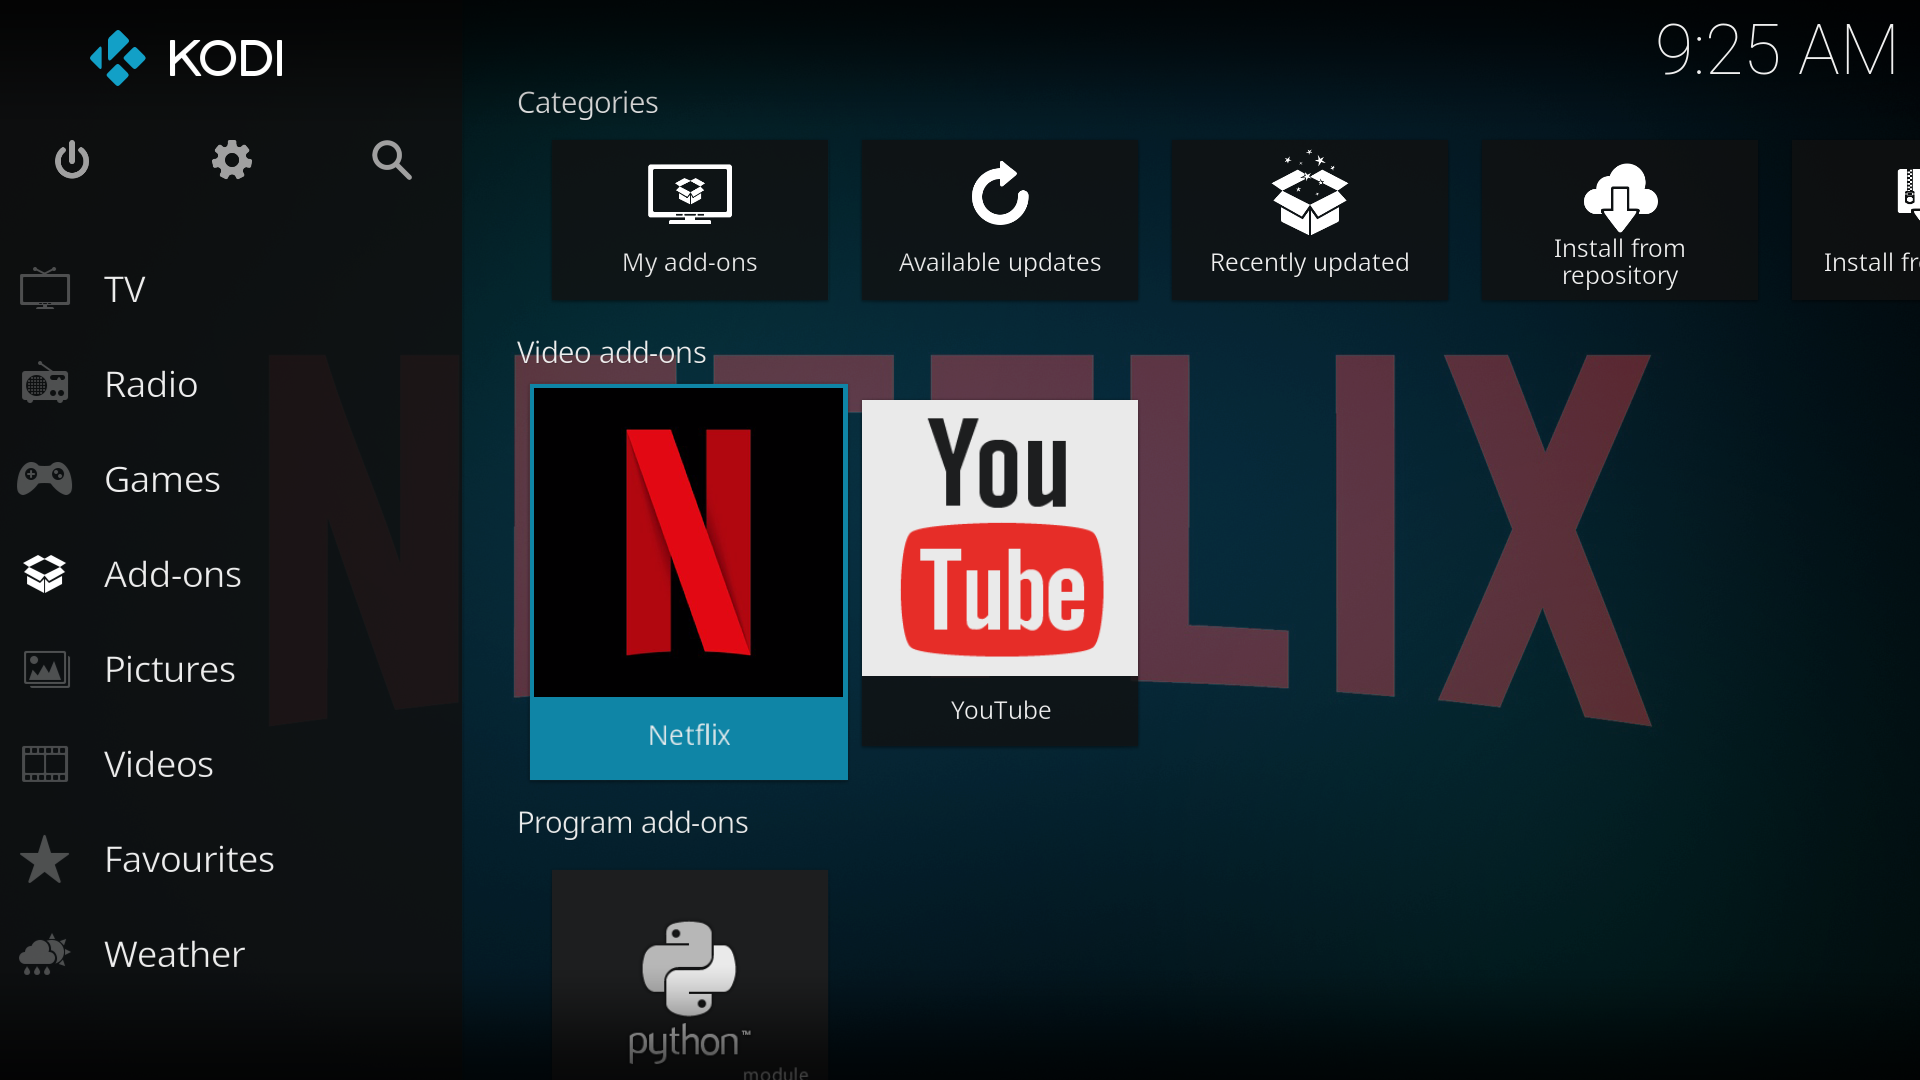 KODI
9:25 AM
TV
Radio
Games
Add-ons
Pictures
Videos
Favourites
Weather
Categories
My add-ons
Available updates
Recently updated
Install from
repository
Install fr
Video add-ons
NETFLIX
N
Netflix
You
Tube
YouTube
Program add-ons
python™
module